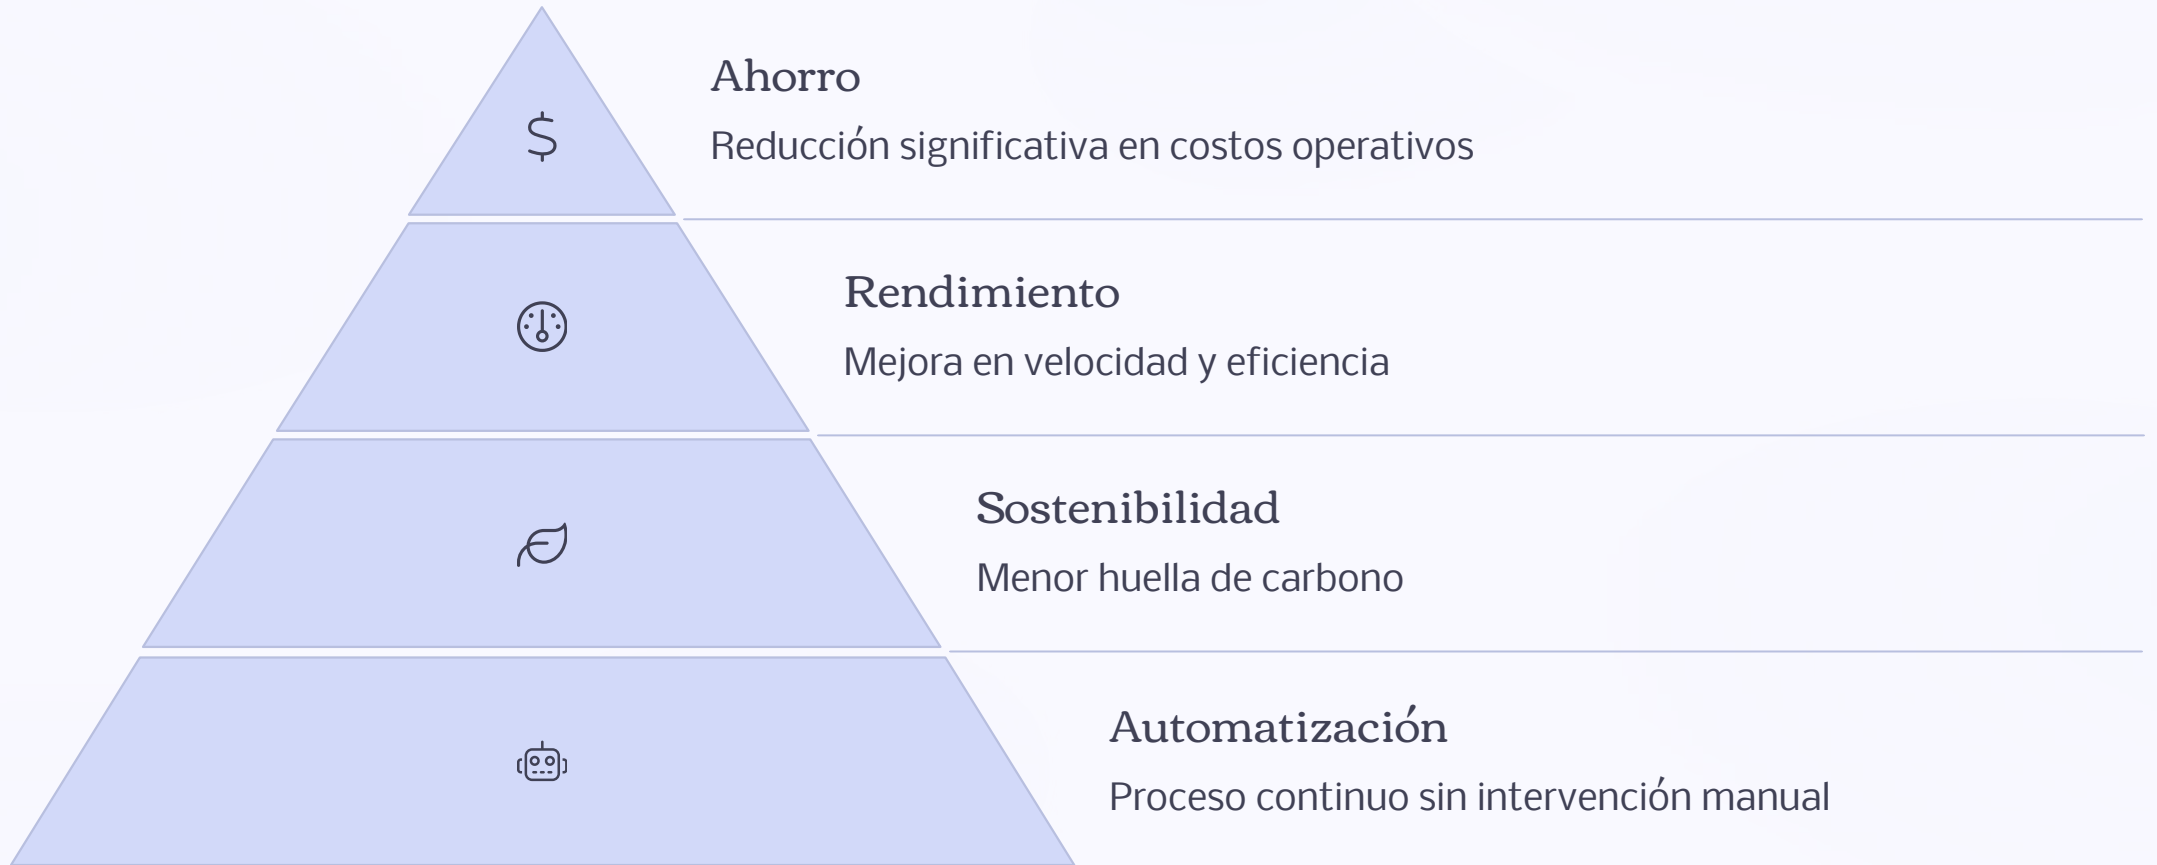 Ahorro
Reducción significativa en costos operativos
Rendimiento
Mejora en velocidad y eficiencia
Sostenibilidad
Menor huella de carbono
Automatización
Proceso continuo sin intervención manual